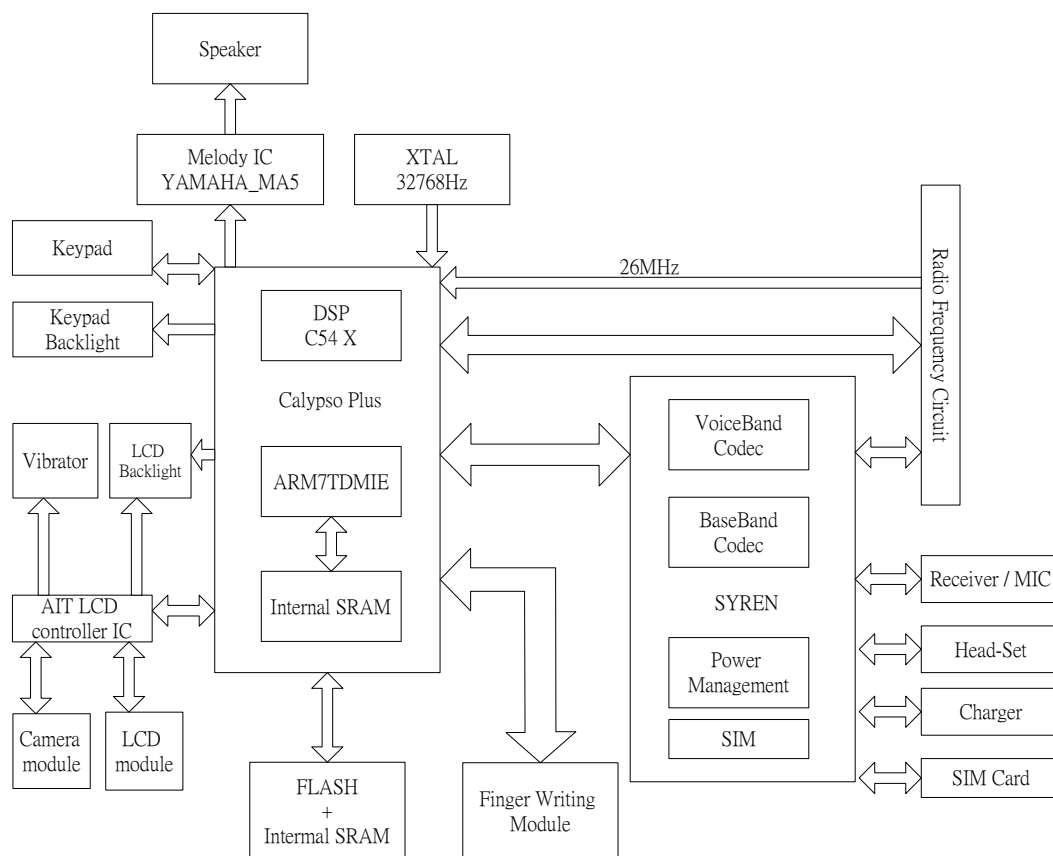 Speaker
Melody IC
YAMAHA_MA5
XTAL
32768Hz
Keypad
26MHz
Radio Frequency Circuit
Keypad
Backlight
DSP
C54 X
Calypso Plus
Vibrator
LCD
Backlight
ARM7TDMIE
VoiceBand
Codec
BaseBand
Codec
Internal SRAM
SYREN
Receiver / MIC
AIT LCD
controller IC
Head-Set
Power
Management
Charger
Camera
module
LCD
module
SIM
SIM Card
FLASH
+
Internal SRAM
Finger Writing
Module